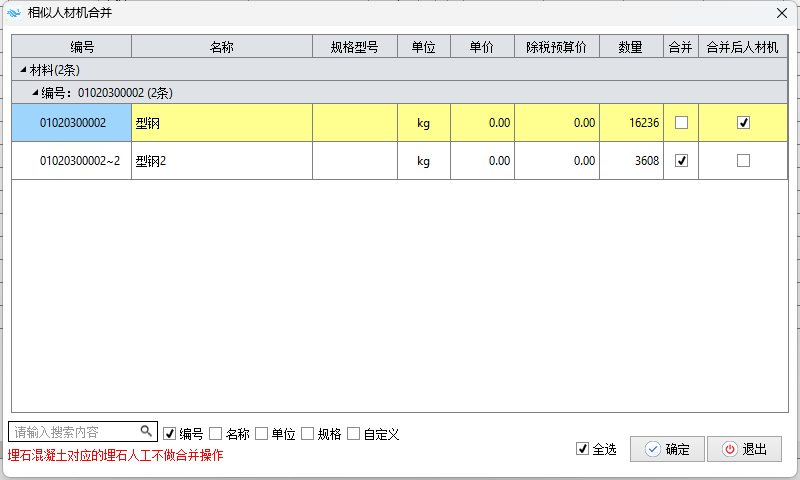 相似人材机合并
编号 名称 规格型号 单位 单价 除税预算价 数量 合并 合并后人材机
材料(2条)
编号：01020300002 (2条)
01020300002 型钢 kg 0.00 0.00 16236
01020300002~2 型钢2 kg 0.00 0.00 3608
请输入搜索内容 编号 名称 单位 规格 自定义
埋石混凝土对应的埋石人工不做合并操作
全选 确定 退出